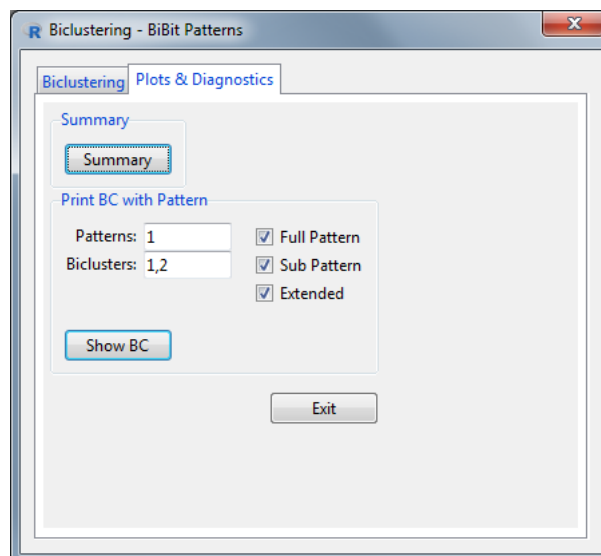 Biclustering - BiBit Patterns
Biclustering Plots & Diagnostics
Summary
Summary
Print BC with Pattern
Patterns: 1 Full Pattern
Biclusters: 1,2 Sub Pattern
Extended
Show BC
Exit